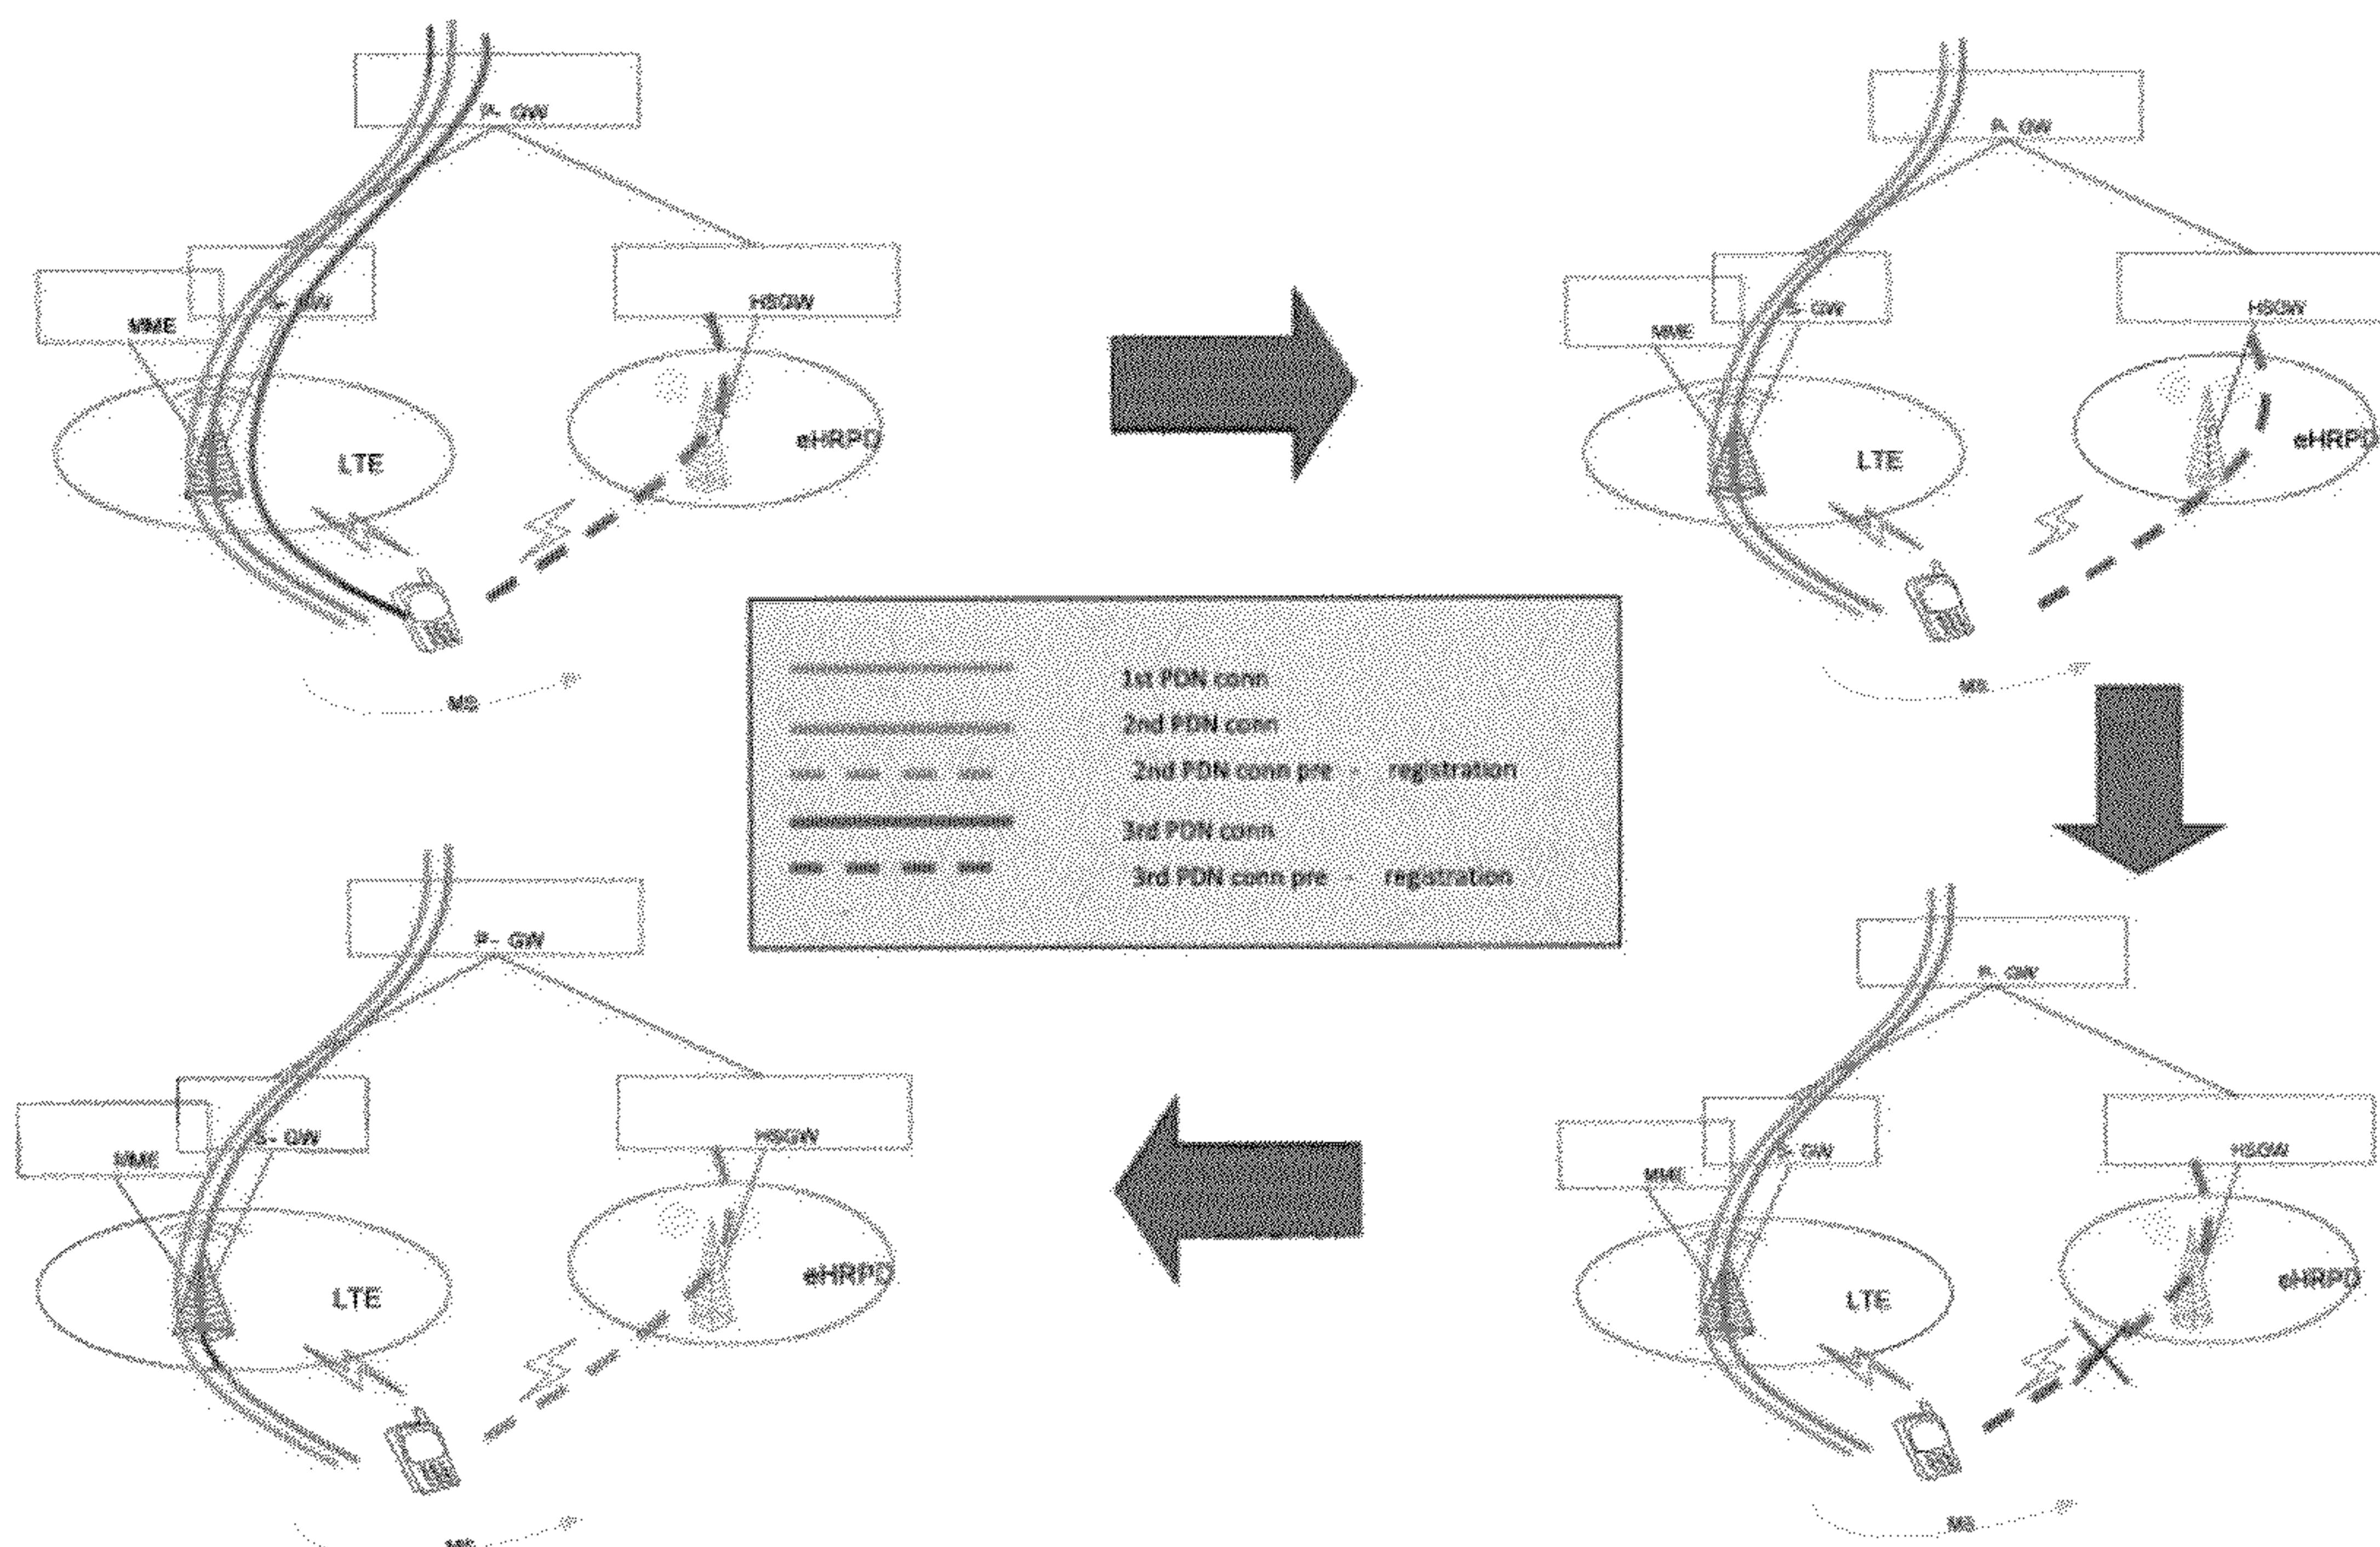 P- GW
S- GW
HSGW
MME
eHRPD
LTE
MS
P- GW
S- GW
HSGW
MME
eHRPD
LTE
MS
1st PDN conn
2nd PDN conn
2nd PDN conn pre - registration
3rd PDN conn
3rd PDN conn pre - registration
P- GW
S- GW
HSGW
MME
eHRPD
LTE
MS
P- GW
S- GW
HSGW
MME
eHRPD
LTE
MS